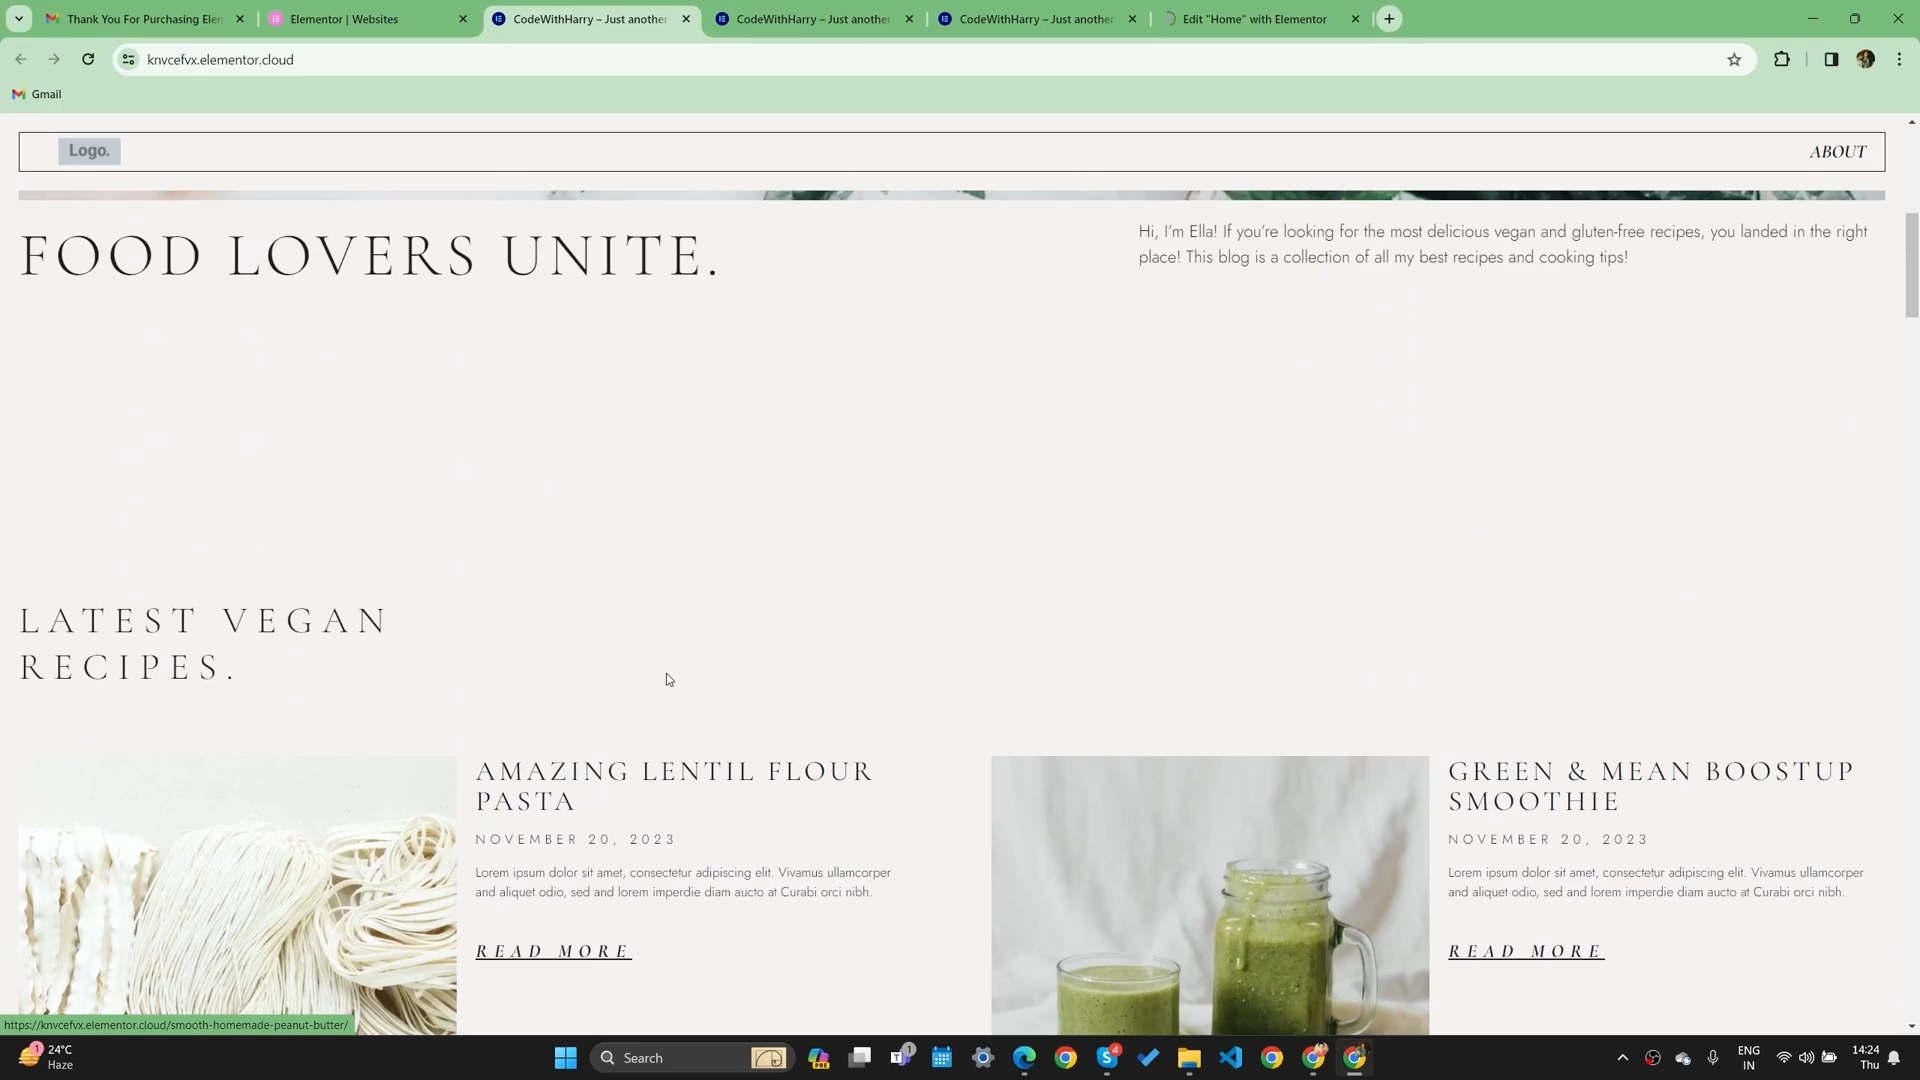 Thank You For Purchasing Elen
Elementor | Websites
CodeWithHarry – Just another
CodeWithHarry – Just another
CodeWithHarry – Just another
Edit "Home" with Elementor
knvcefvx.elementor.cloud
Gmail
Logo.
ABOUT
FOOD LOVERS UNITE.
Hi, I'm Ella! If you're looking for the most delicious vegan and gluten-free recipes, you landed in the right
place! This blog is a collection of all my best recipes and cooking tips!
LATEST VEGAN
RECIPES.
AMAZING LENTIL FLOUR
PASTA
NOVEMBER 20, 2023
Lorem ipsum dolor sit amet, consectetur adipiscing elit. Vivamus ullamcorper
and aliquet odio, sed and lorem imperdie diam aucto at Curabi orci nibh.
READ MORE
GREEN & MEAN BOOSTUP
SMOOTHIE
NOVEMBER 20, 2023
Lorem ipsum dolor sit amet, consectetur adipiscing elit. Vivamus ullamcorper
and aliquet odio, sed and lorem imperdie diam aucto at Curabi orci nibh.
READ MORE
https://knvcefvx.elementor.cloud/smooth-homemade-peanut-butter/
1
24°C
Haze
Search
PRE
1
4
ENG
IN
14:24
Thu